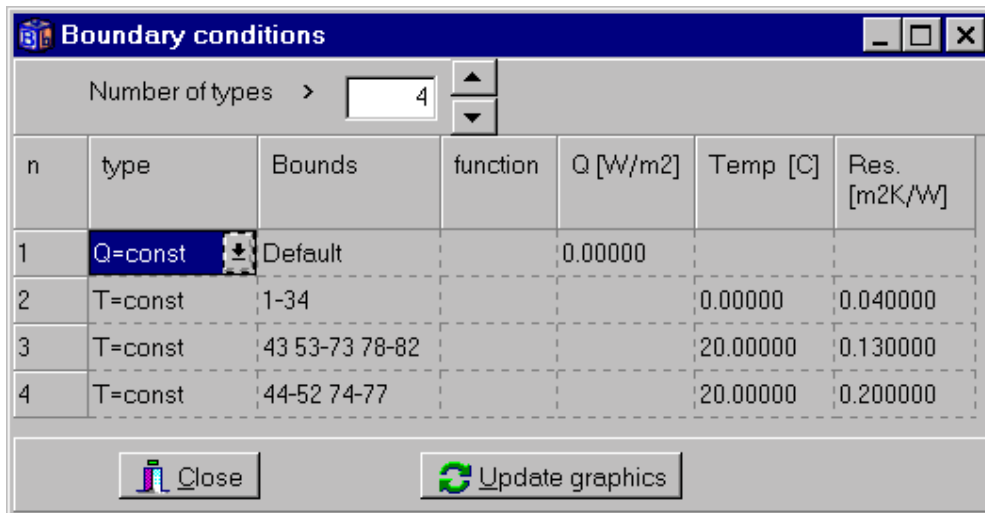 Boundary conditions
Number of types > 4
n type Bounds function Q [W/m2] Temp [C] Res. [m2K/W]
1 Q=const Default 0.00000
2 T=const 1-34 0.00000 0.040000
3 T=const 43 53-73 78-82 20.00000 0.130000
4 T=const 44-52 74-77 20.00000 0.200000
Close Update graphics